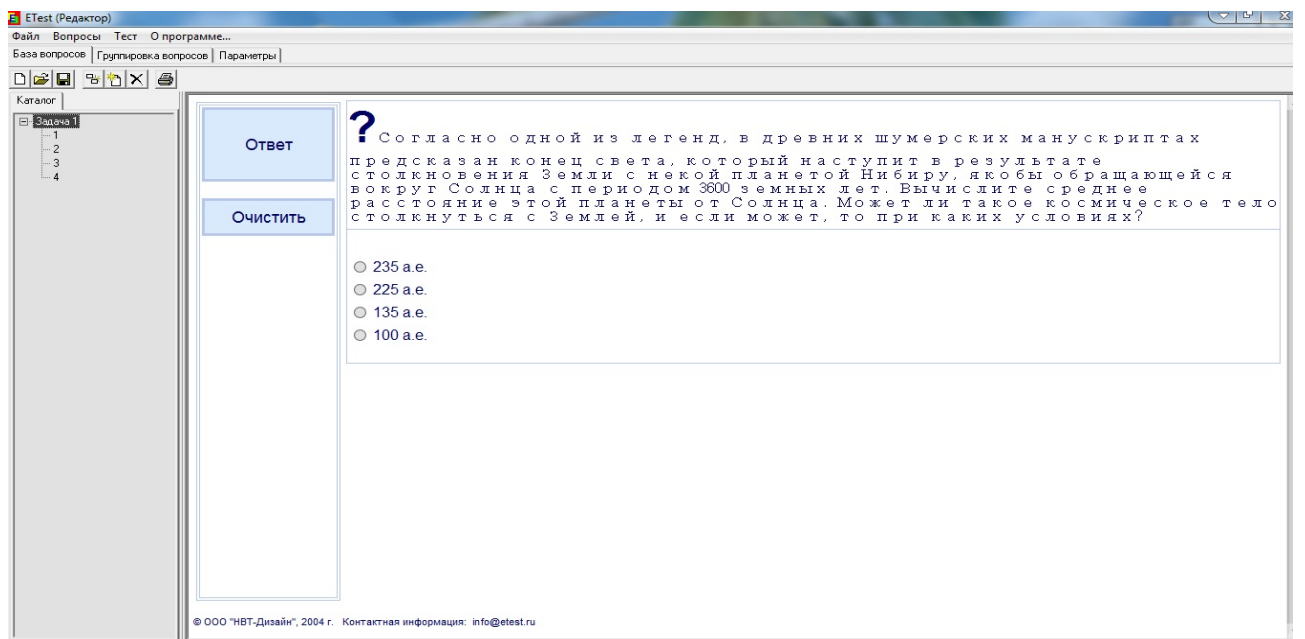 ETest (Редактор)
Файл Вопросы Тест О программе...
База вопросов Группировка вопросов Параметры
Каталог
Задача 1
1
2
3
4
Ответ
Очистить
?Согласно одной из легенд, в древних шумерских манускриптах
предсказан конец света, который наступит в результате
столкновения Земли с некой планетой Нибиру, якобы обращающейся
вокруг Солнца с периодом 3600 земных лет. Вычислите среднее
расстояние этой планеты от Солнца. Может ли такое космическое тело
столкнуться с Землей, и если может, то при каких условиях?
235 а.е.
225 а.е.
135 а.е.
100 а.е.
© ООО "НВТ-Дизайн", 2004 г. Контактная информация: info@etest.ru